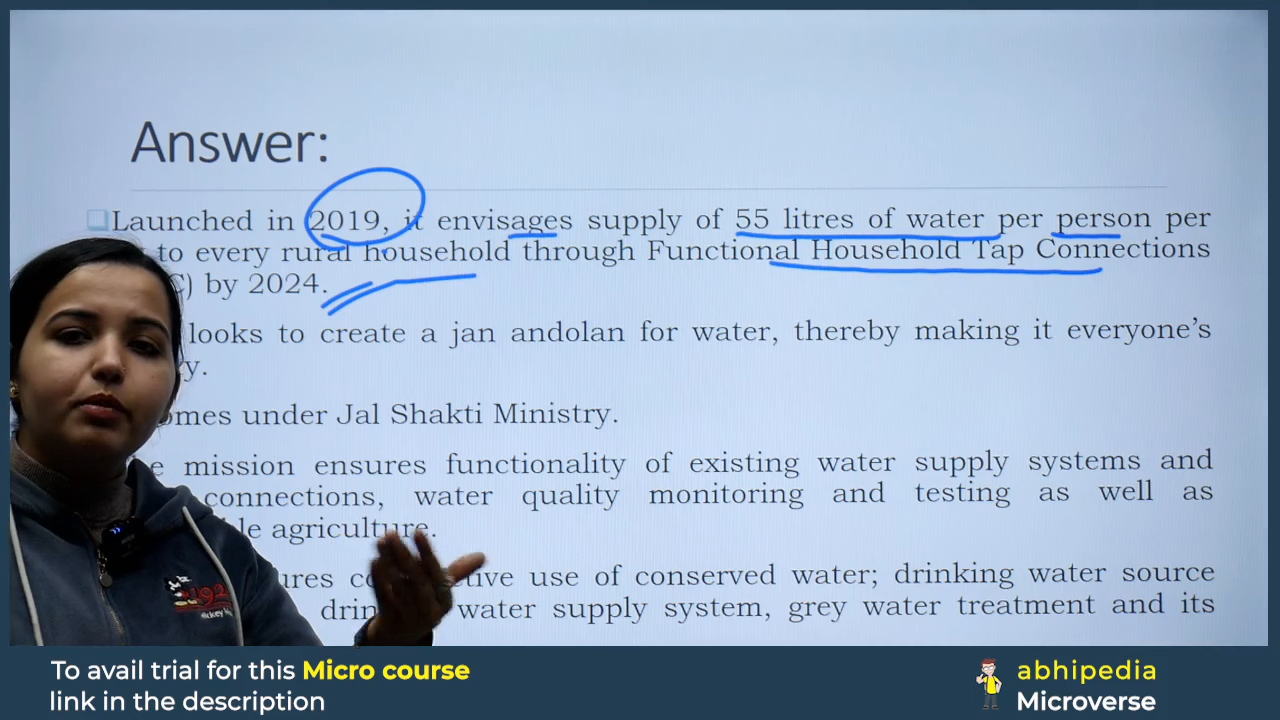 Answer:
Launched in 2019, it envisages supply of 55 litres of water per person per
to every rural household through Functional Household Tap Connections
C) by 2024.
looks to create a jan andolan for water, thereby making it everyone's
y.
omes under Jal Shakti Ministry.
e mission ensures functionality of existing water supply systems and
connections, water quality monitoring and testing as well as
le agriculture.
ures co tive use of conserved water; drinking water source
drin water supply system, grey water treatment and its
192
To avail trial for this Micro course
link in the description
abhipedia
Microverse